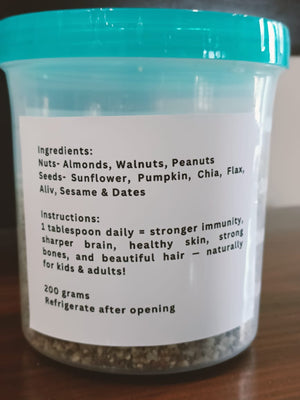 Ingredients:
Nuts- Almonds, Walnuts, Peanuts
Seeds- Sunflower, Pumpkin, Chia, Flax,
Aliv, Sesame & Dates
Instructions:
1 tablespoon daily = stronger immunity,
sharper brain, healthy skin, strong
bones, and beautiful hair — naturally
for kids & adults!
200 grams
Refrigerate after opening